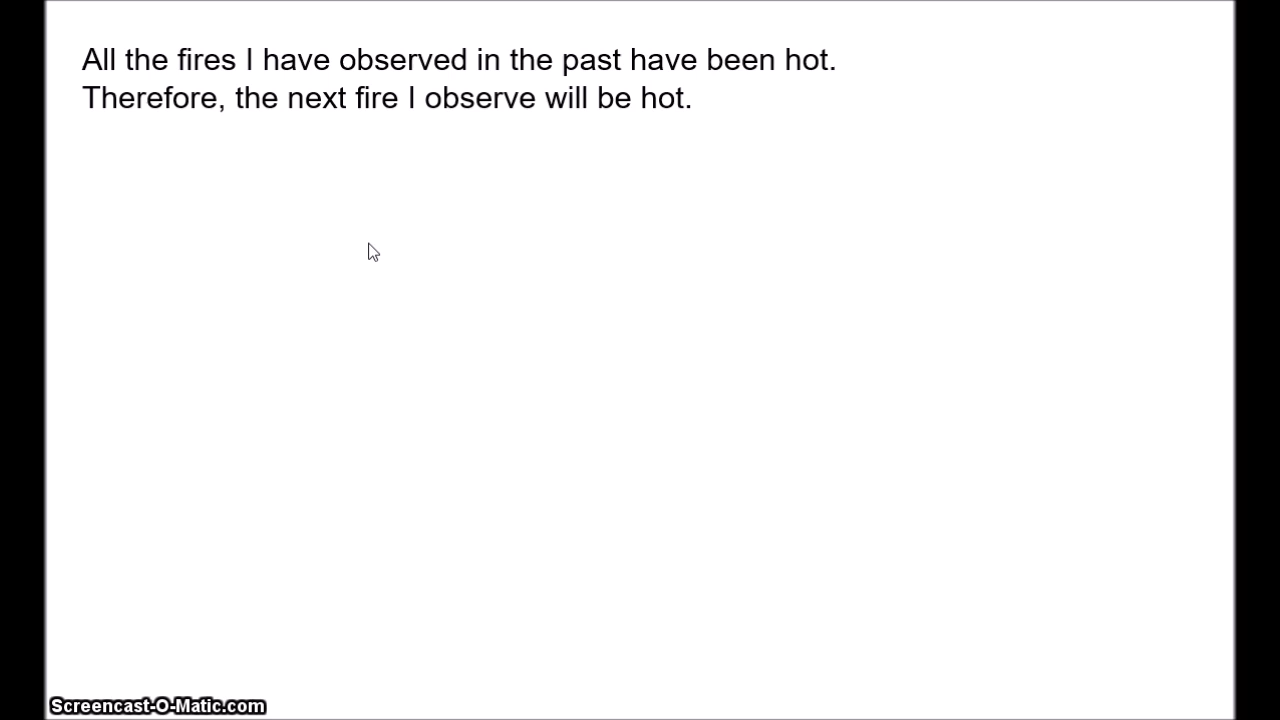 All the fires I have observed in the past have been hot.
Therefore, the next fire I observe will be hot.
Screencast-O-Matic.com